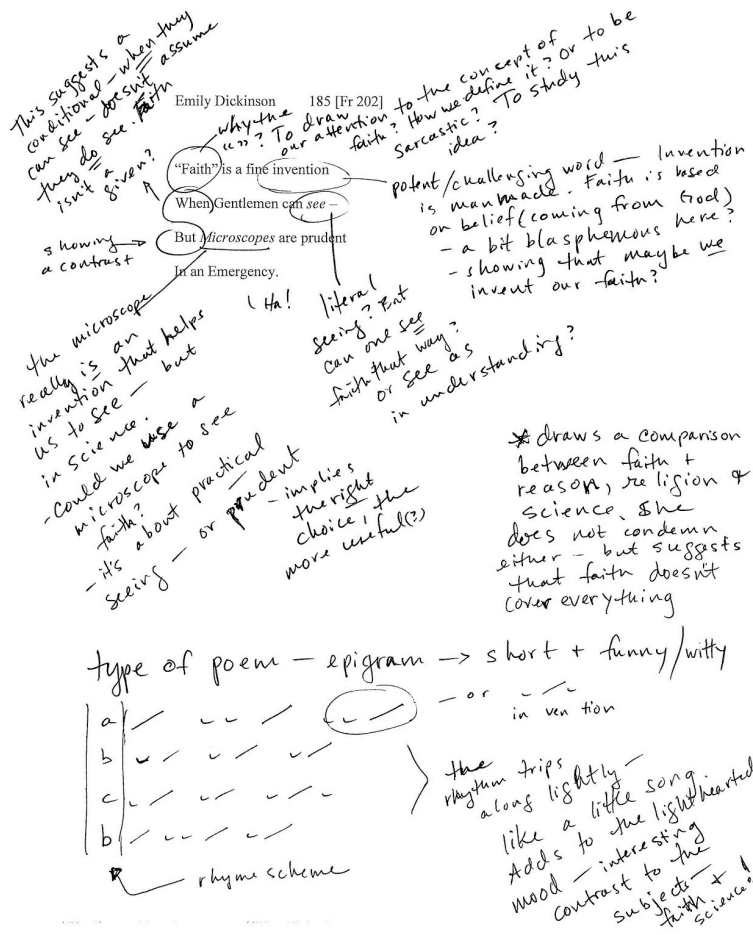 This suggests a
conditional – when they
can see – doesn't assume
they do see. Faith
isn't a
given?
Emily Dickinson 185 [Fr 202]
why the
" "? To draw
our attention to the concept of
faith? How we define it? Or to be
sarcastic? To study this
idea?
"Faith" is a fine invention
When Gentlemen can see –
But Microscopes are prudent
In an Emergency.
potent/challenging word – Invention
is manmade. Faith is based
on belief (coming from God)
- a bit blasphemous here?
- showing that maybe we
invent our faith?
showing
a contrast
(Ha!
literal
seeing? But
can one see
faith that way?
or see as
in understanding?
the microscope
really is an
invention that helps
us to see – but
in science.
- Could we use a
microscope to see
faith?
- it's about practical
seeing – or prudent
- implies
the right
choice, the
more useful(?)
* draws a comparison
between faith +
reason, religion &
science. She
does not condemn
either – but suggests
that faith doesn't
cover everything
type of poem – epigram → short + funny/witty
a
– or
in ven tion
b
c
b
rhyme scheme
the
rhythm trips
along lightly –
like a little song.
Adds to the lighthearted
mood – interesting
contrast to the
subjects –
faith +
science!